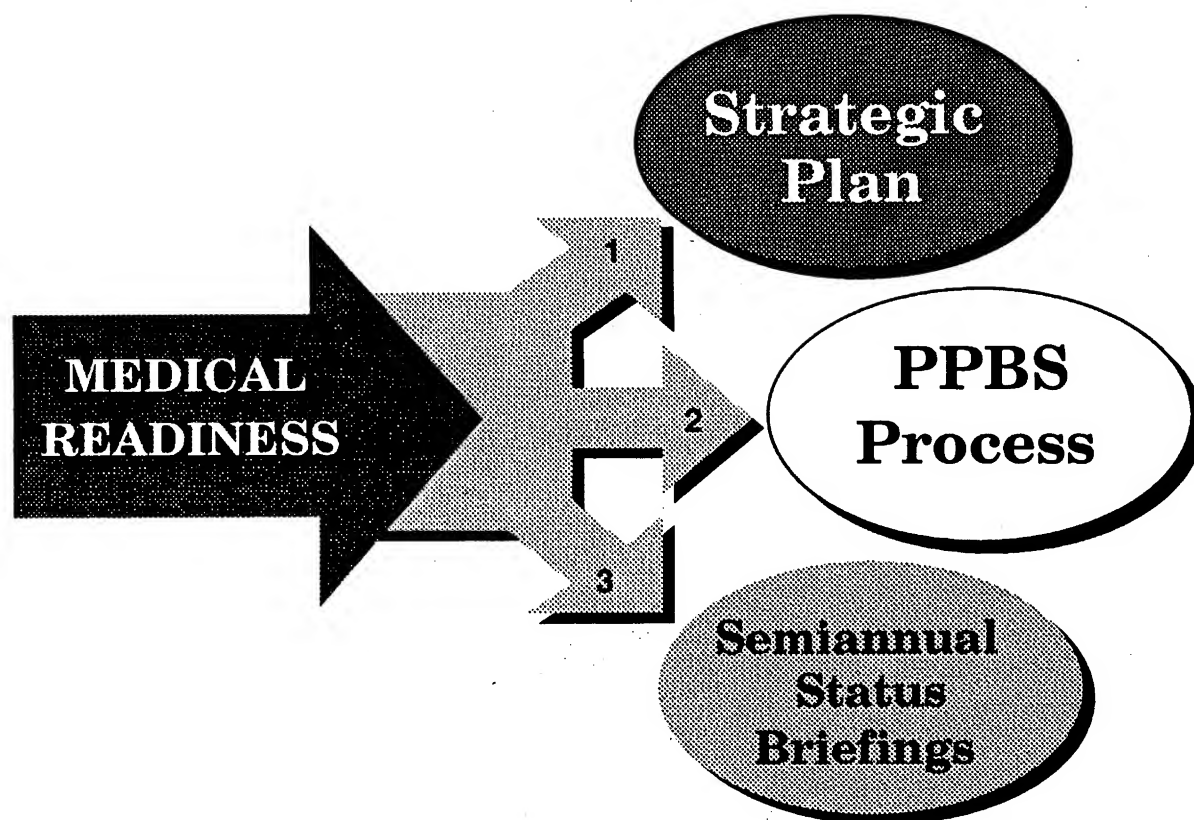 MEDICAL
READINESS
1
Strategic
Plan
2
PPBS
Process
3
Semiannual
Status
Briefings